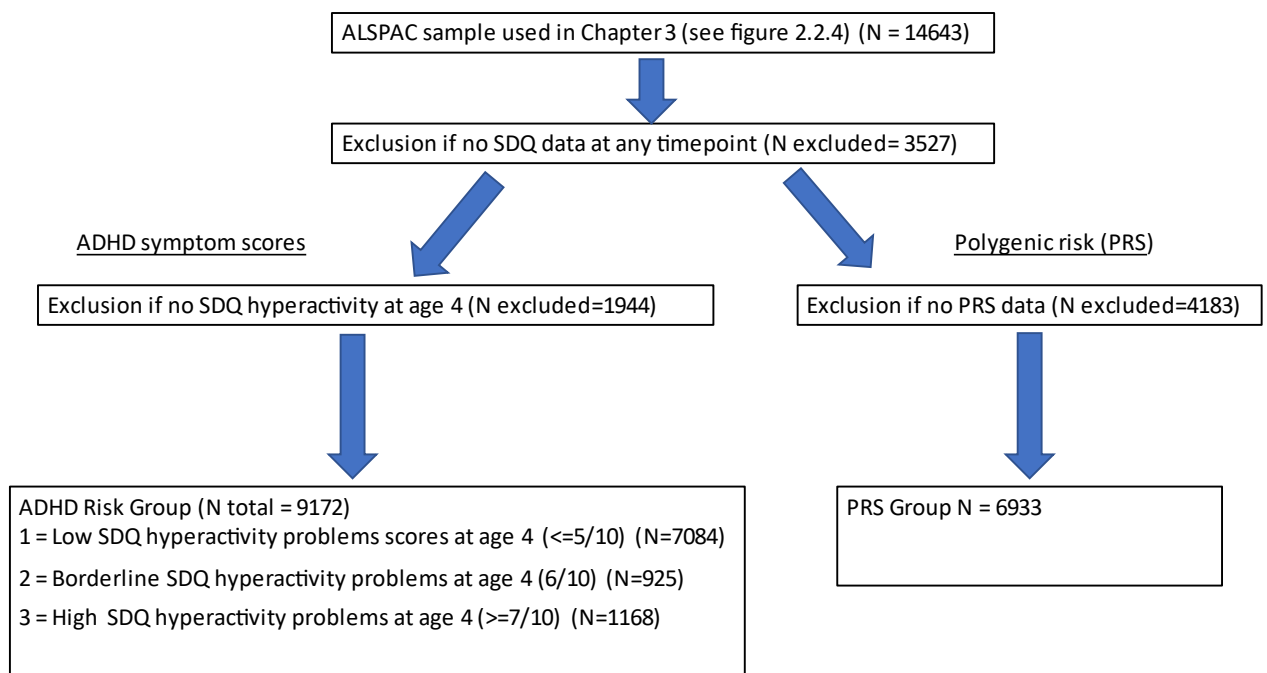 ALSPAC sample used in Chapter 3 (see figure 2.2.4) (N = 14643)
Exclusion if no SDQ data at any timepoint (N excluded= 3527)
ADHD symptom scores
Polygenic risk (PRS)
Exclusion if no SDQ hyperactivity at age 4 (N excluded=1944)
Exclusion if no PRS data (N excluded=4183)
ADHD Risk Group (N total = 9172)
1 = Low SDQ hyperactivity problems scores at age 4 (<=5/10) (N=7084)
2 = Borderline SDQ hyperactivity problems at age 4 (6/10) (N=925)
3 = High SDQ hyperactivity problems at age 4 (>=7/10) (N=1168)
PRS Group N = 6933